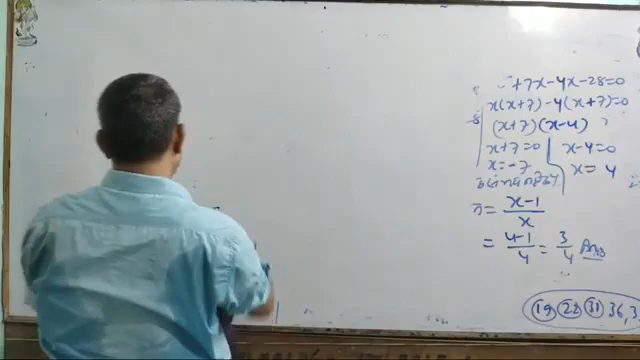 +7x-4x-28=0
x(x+7)-4(x+7)=0
(x+7)(x-4)
x+7=0 | x-4=0
x=-7 | x=4
= x-1/x
= 4-1/4 = 3/4 Ans
19 22 31 36, 3